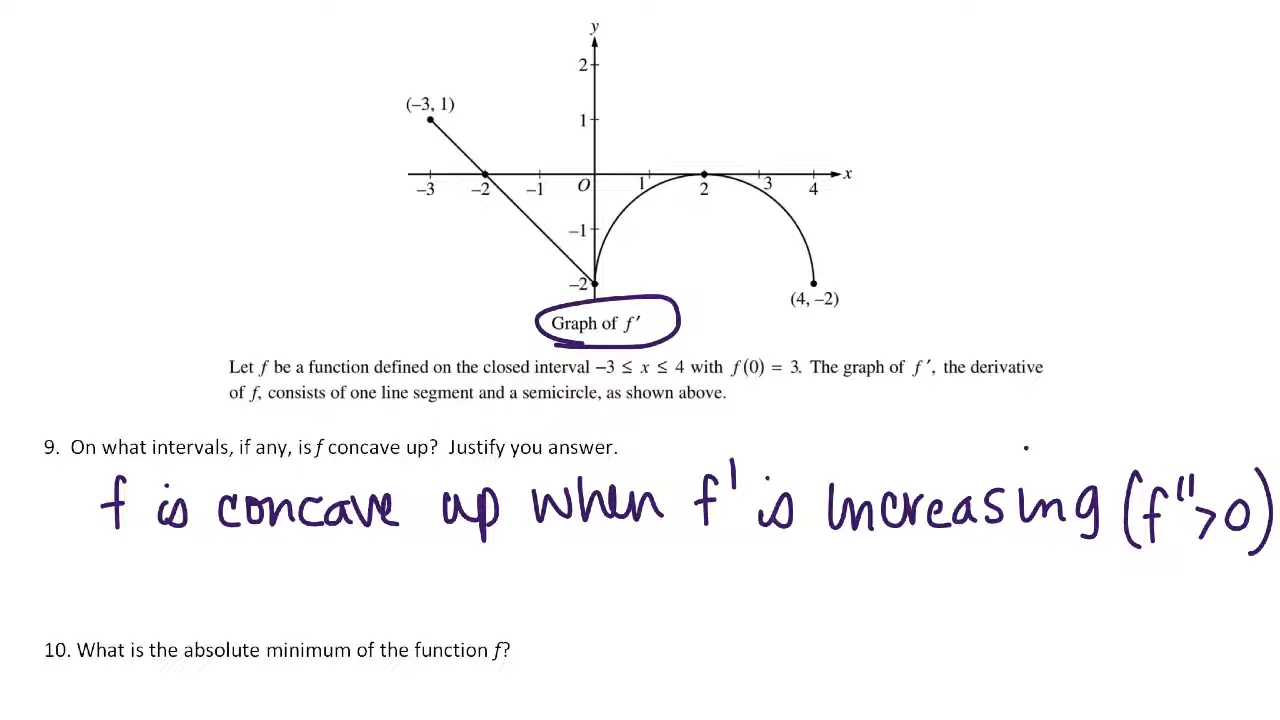 y
2
(–3, 1)
1
–3 –2 –1 O 1 2 3 4 x
–1
–2
(4, –2)
Graph of f′
Let f be a function defined on the closed interval –3 ≤ x ≤ 4 with f(0) = 3. The graph of f′, the derivative
of f, consists of one line segment and a semicircle, as shown above.
9. On what intervals, if any, is f concave up? Justify you answer.
f is concave up when f' is increasing (f">0)
10. What is the absolute minimum of the function f?